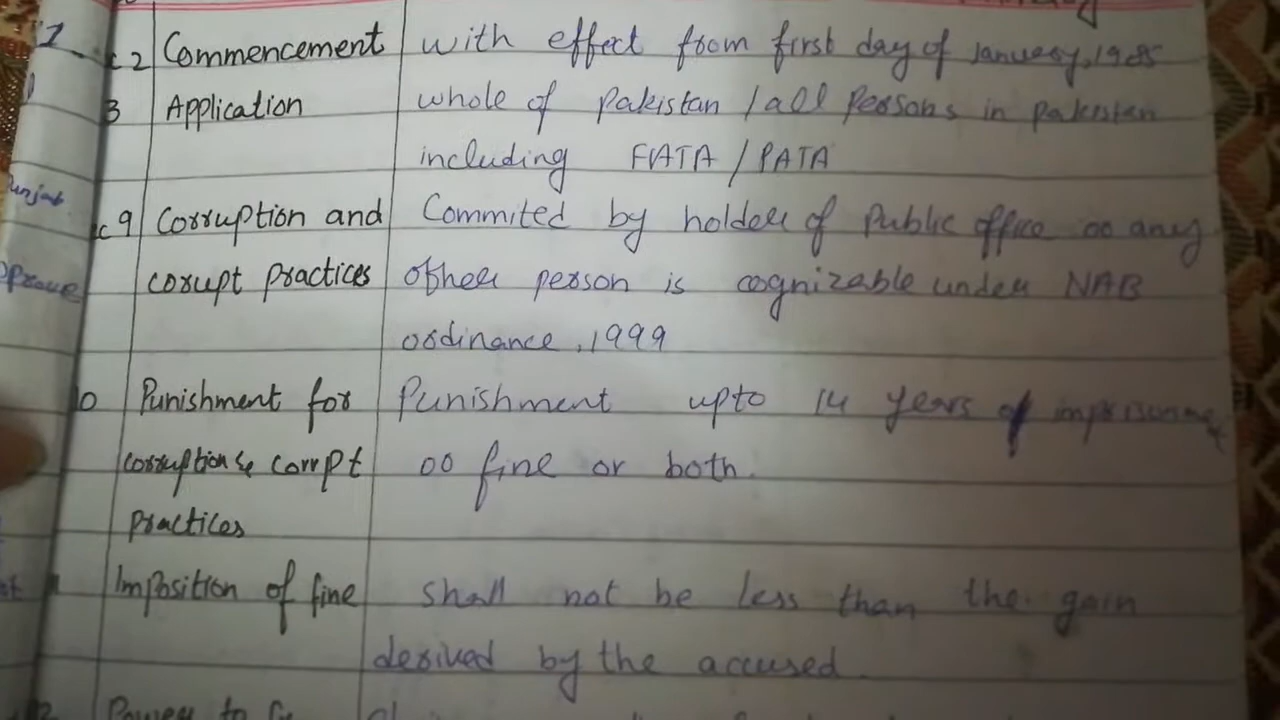 c 2 Commencement with effect from first day of January, 1985
3 Application whole of Pakistan / all Persons in Pakistan
including FATA / PATA
c 9 Corruption and Commited by holder of Public office or any
corupt practices other person is cognizable under NAB
ordinance, 1999
10 Punishment for Punishment upto 14 years of imprisonment
corruption & corrpt or fine or both.
practices
Imposition of fine shall not be less than the gain
derived by the accused.
Power to